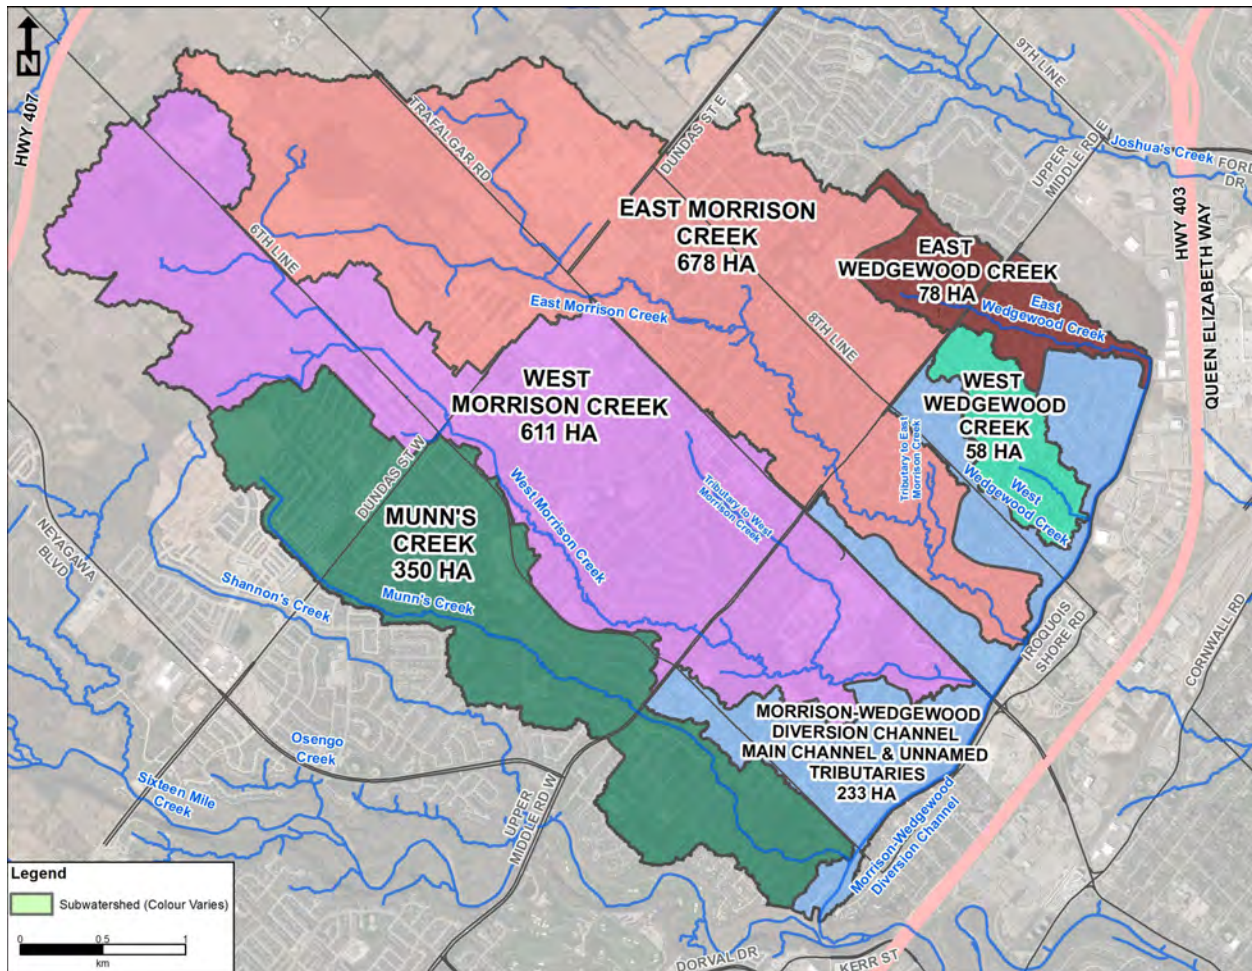 N
HWY 407
TRAFALGAR RD
DUNDAS ST E
9TH LINE
UPPER
MIDDLE RD E
Joshua's Creek
FORD
DR
HWY 403
QUEEN ELIZABETH WAY
EAST MORRISON
CREEK
678 HA
EAST
WEDGEWOOD CREEK
78 HA
East
Wedgewood Creek
6TH LINE
East Morrison Creek
8TH LINE
WEST
MORRISON CREEK
611 HA
WEST
WEDGEWOOD
CREEK
58 HA
Tributary to East
Morrison Creek
West
Wedgewood Creek
DUNDAS ST W
West Morrison Creek
Tributary to West
Morrison Creek
MUNN'S
CREEK
350 HA
NEYAGAWA
BLVD
Shannon's Creek
Munn's Creek
IROQUOIS
SHORE RD
CORNWALL RD
MORRISON-WEDGEWOOD
DIVERSION CHANNEL
MAIN CHANNEL & UNNAMED
TRIBUTARIES
233 HA
Osengo
Creek
Sixteen Mile
Creek
UPPER
MIDDLE RD W
Morrison-Wedgewood
Diversion Channel
DORVAL DR
KERR ST
Legend
Subwatershed (Colour Varies)
0 0.5 1
km